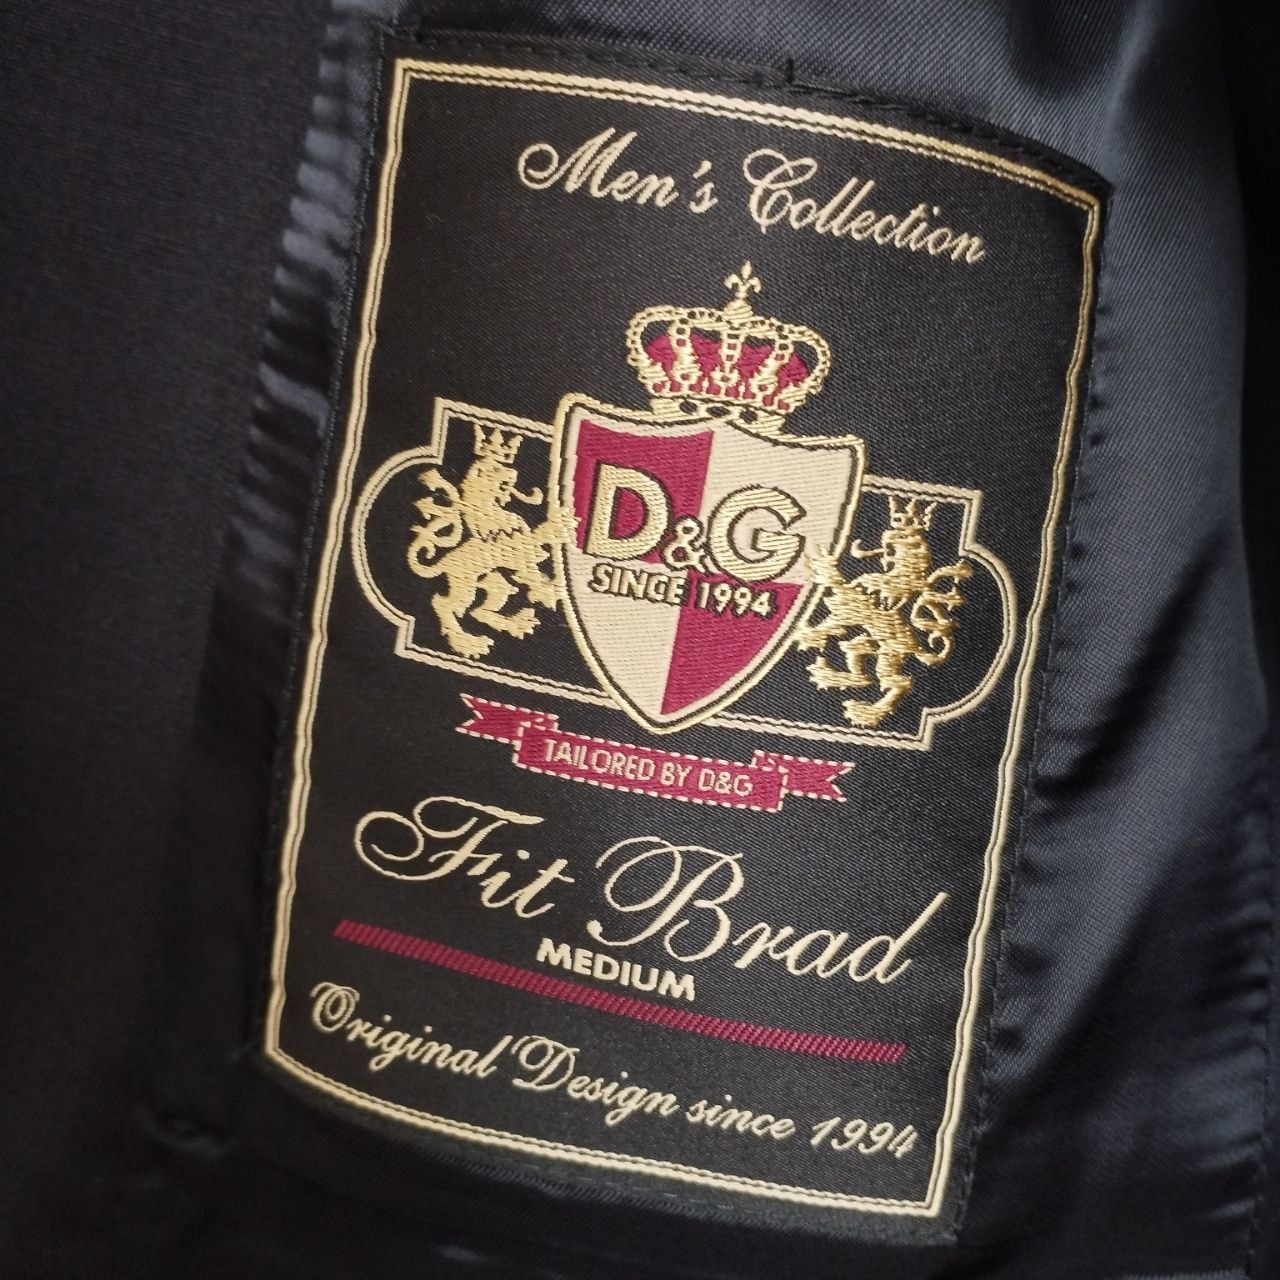 Men's Collection
D&G
SINCE 1994
TAILORED BY D&G
Fit Brad
MEDIUM
Original Design since 1994